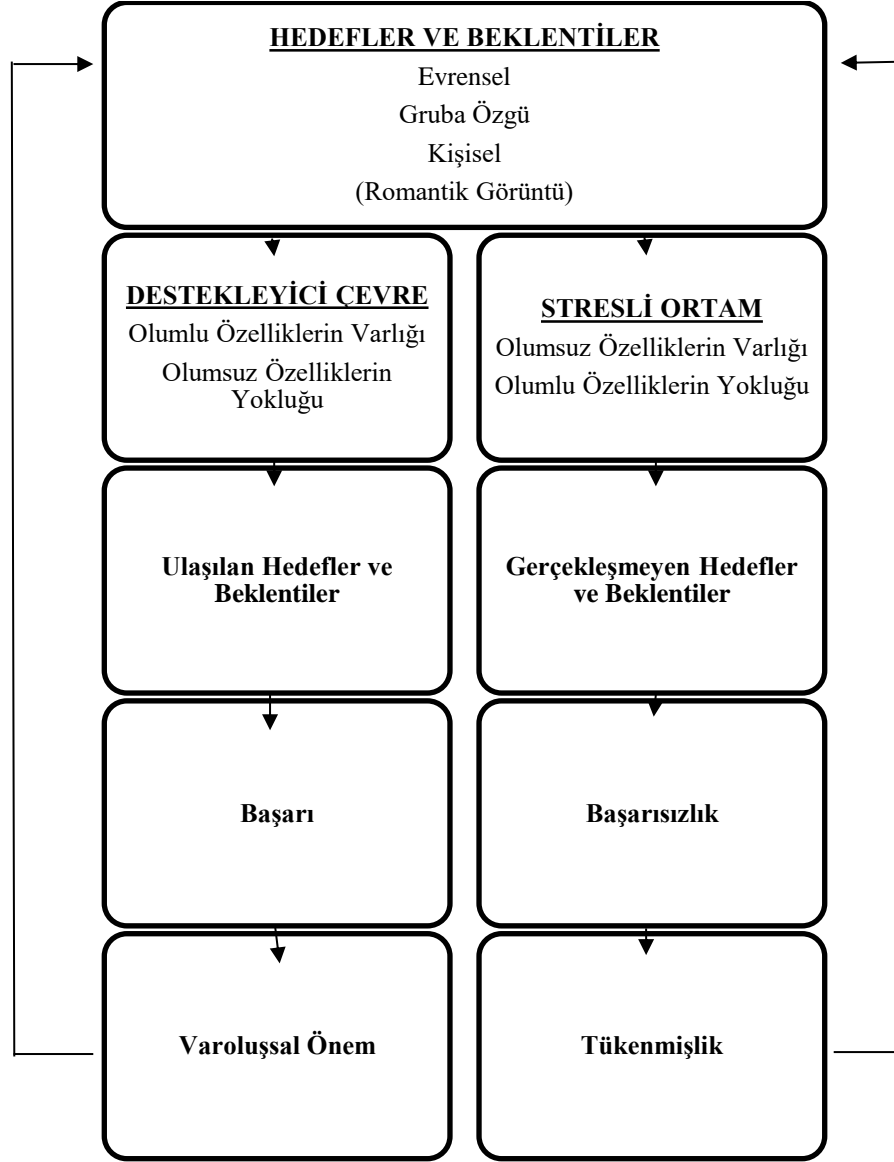 HEDEFLER VE BEKLENTİLER
Evrensel
Gruba Özgü
Kişisel
(Romantik Görüntü)
DESTEKLEYİCİ ÇEVRE
Olumlu Özelliklerin Varlığı
Olumsuz Özelliklerin
Yokluğu
STRESLİ ORTAM
Olumsuz Özelliklerin Varlığı
Olumlu Özelliklerin Yokluğu
Ulaşılan Hedefler ve
Beklentiler
Gerçekleşmeyen Hedefler
ve Beklentiler
Başarı
Başarısızlık
Varoluşsal Önem
Tükenmişlik